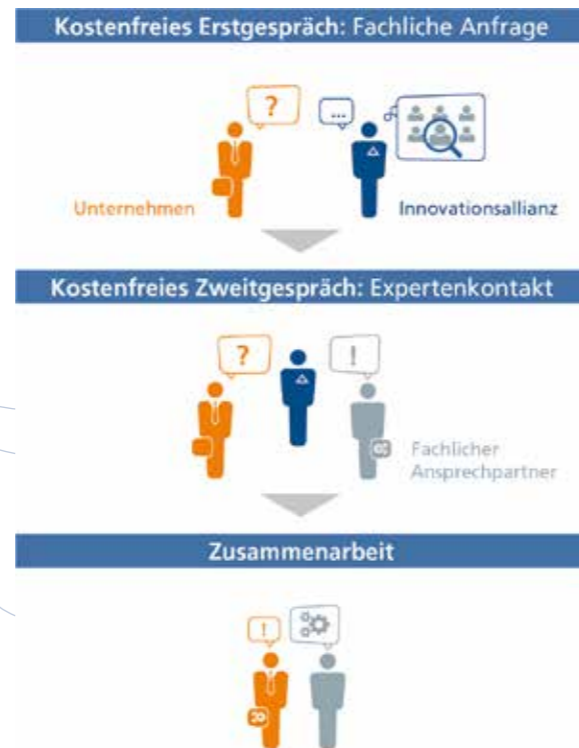 Kostenfreies Erstgespräch: Fachliche Anfrage
?
...
Unternehmen
Innovationsallianz
Kostenfreies Zweitgespräch: Expertenkontakt
?
!
Fachlicher
Ansprechpartner
Zusammenarbeit
!